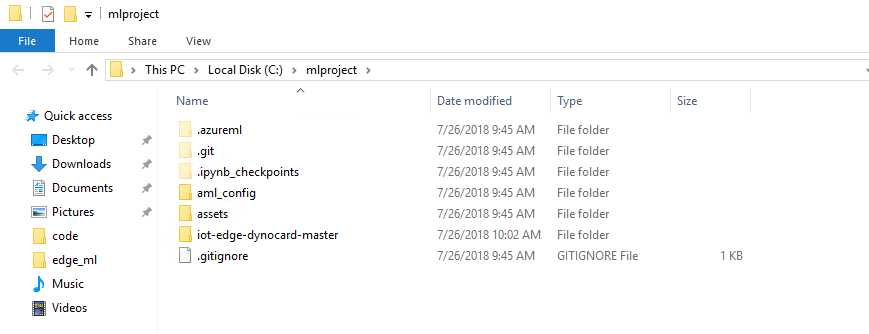 mlproject
File Home Share View
This PC Local Disk (C:) mlproject
Name Date modified Type Size
Quick access
Desktop
Downloads
Documents
Pictures
code
edge_ml
Music
Videos
.azureml 7/26/2018 9:45 AM File folder
.git 7/26/2018 9:45 AM File folder
.ipynb_checkpoints 7/26/2018 9:45 AM File folder
aml_config 7/26/2018 9:45 AM File folder
assets 7/26/2018 9:45 AM File folder
iot-edge-dynocard-master 7/26/2018 10:02 AM File folder
.gitignore 7/26/2018 9:45 AM GITIGNORE File 1 KB